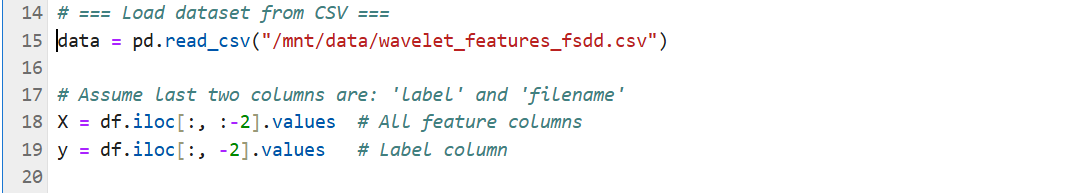 14 # === Load dataset from CSV ===
15 data = pd.read_csv("/mnt/data/wavelet_features_fsdd.csv")
16
17 # Assume last two columns are: 'label' and 'filename'
18 X = df.iloc[:, :-2].values  # All feature columns
19 y = df.iloc[:, -2].values   # Label column
20